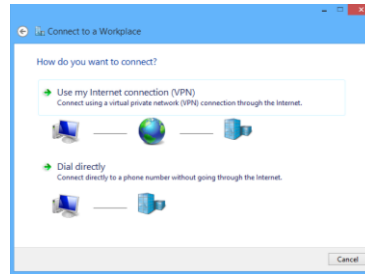 Connect to a Workplace
How do you want to connect?
Use my Internet connection (VPN)
Connect using a virtual private network (VPN) connection through the Internet.
Dial directly
Connect directly to a phone number without going through the Internet.
Cancel